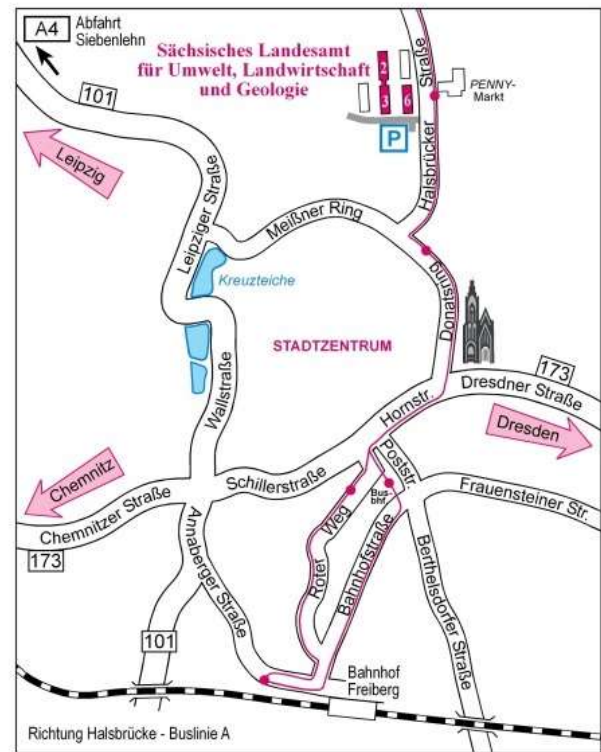 A4
Abfahrt
Siebenlehn
Sächsisches Landesamt
für Umwelt, Landwirtschaft
und Geologie
2
3
6
P
Halsbrücker Straße
PENNY-
Markt
101
Leipzig
Leipziger Straße
Meißner Ring
Kreuzteiche
Donatsring
STADTZENTRUM
Wallstraße
173
Dresdner Straße
Hornstr.
Dresden
Chemnitz
Schillerstraße
Poststr.
Bus-
bhf.
Frauensteiner Str.
Chemnitzer Straße
173
Annaberger Straße
Roter Weg
Bahnhofstraße
Berthelsdorfer Straße
101
Bahnhof
Freiberg
Richtung Halsbrücke - Buslinie A